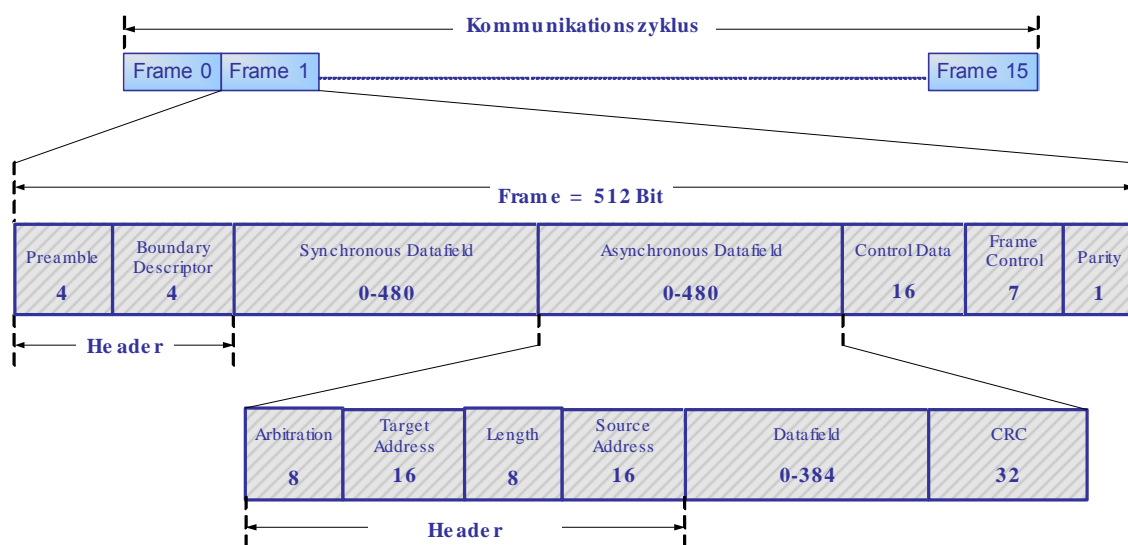 Kommunikationszyklus
Frame 0 Frame 1 Frame 15
Frame = 512 Bit
Preamble
4
Boundary
Descriptor
4
Synchronous Datafield
0-480
Asynchronous Datafield
0-480
Control Data
16
Frame
Control
7
Parity
1
Header
Arbitration
8
Target
Address
16
Length
8
Source
Address
16
Datafield
0-384
CRC
32
Header